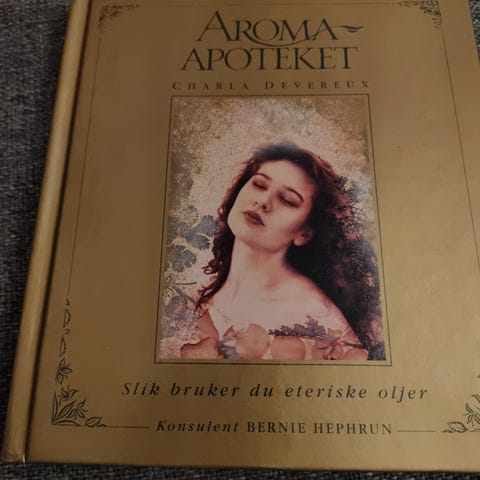 AROMA-
APOTEKET
CHARLA DEVEREUX
Slik bruker du eteriske oljer
Konsulent BERNIE HEPHRUN